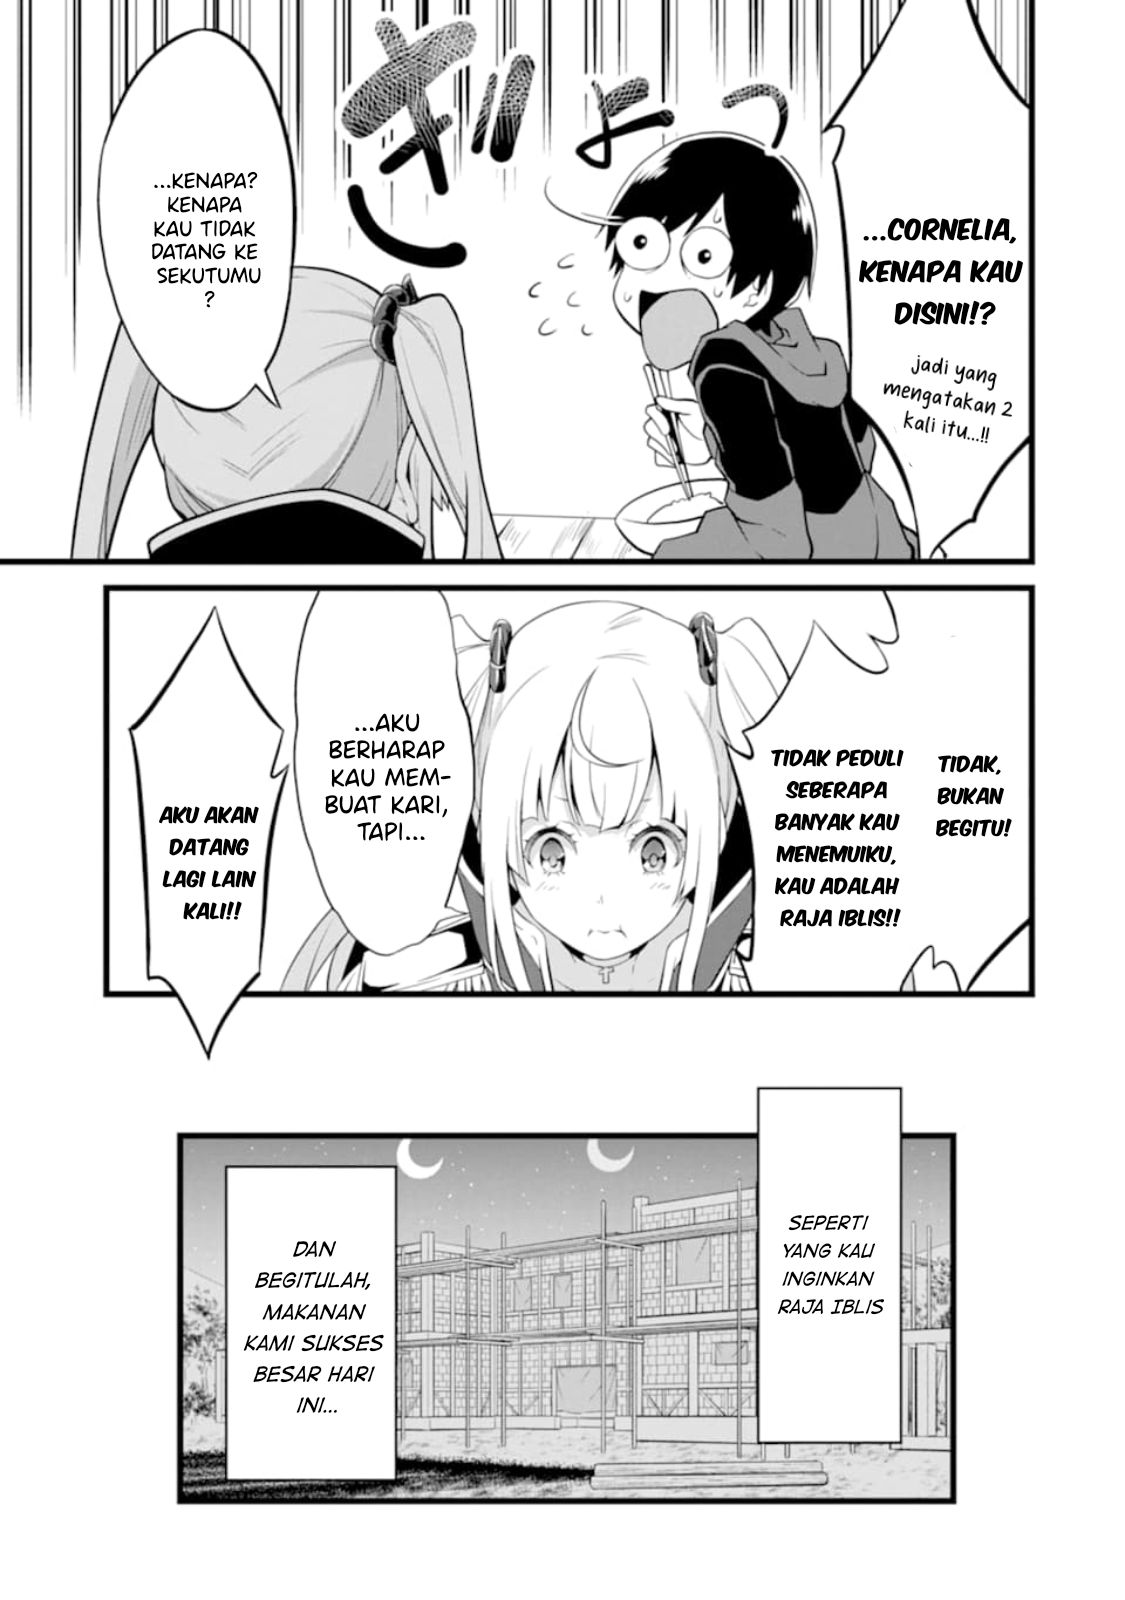 ぎょっ
...CORNELIA,
KENAPA KAU
DISINI!?
jadi yang
mengatakan 2
kali itu...!!
...KENAPA?
KENAPA
KAU TIDAK
DATANG KE
SEKUTUMU
?
TIDAK,
BUKAN
BEGITU!
TIDAK PEDULI
SEBERAPA
BANYAK KAU
MENEMUIKU,
KAU ADALAH
RAJA IBLIS!!
...AKU
BERHARAP
KAU MEM-
BUAT KARI,
TAPI...
AKU AKAN
DATANG
LAGI LAIN
KALI!!
SEPERTI
YANG KAU
INGINKAN
RAJA IBLIS
DAN
BEGITULAH,
MAKANAN
KAMI SUKSES
BESAR HARI
INI...